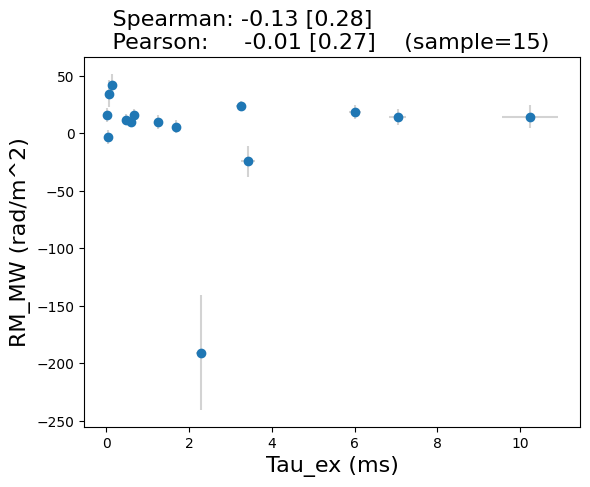 Spearman: -0.13 [0.28]
Pearson: -0.01 [0.27] (sample=15)
50
0
−50
−100
−150
−200
−250
RM_MW (rad/m^2)
0 2 4 6 8 10
Tau_ex (ms)